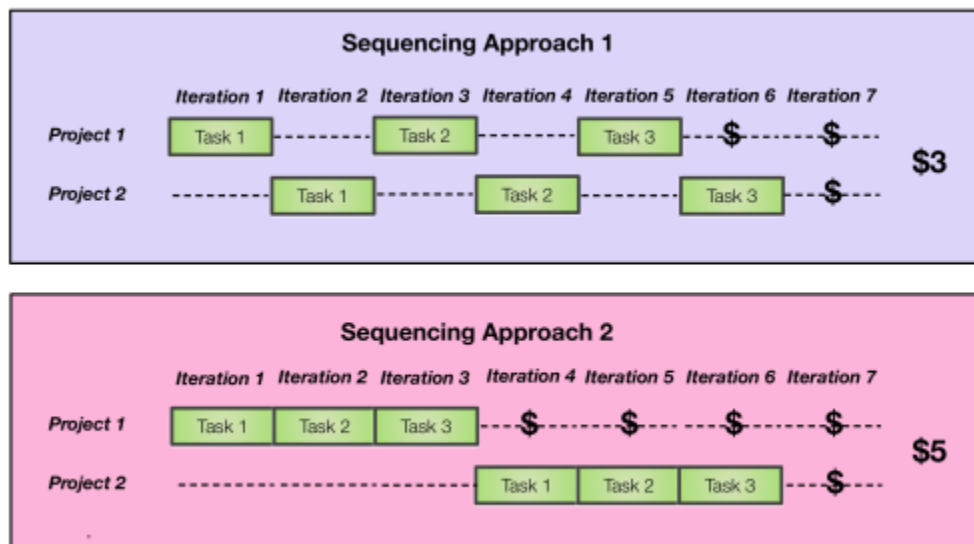 Sequencing Approach 1
Iteration 1 Iteration 2 Iteration 3 Iteration 4 Iteration 5 Iteration 6 Iteration 7
Project 1 Task 1 Task 2 Task 3 $ $
$3
Project 2 Task 1 Task 2 Task 3 $
Sequencing Approach 2
Iteration 1 Iteration 2 Iteration 3 Iteration 4 Iteration 5 Iteration 6 Iteration 7
Project 1 Task 1 Task 2 Task 3 $ $ $ $
$5
Project 2 Task 1 Task 2 Task 3 $